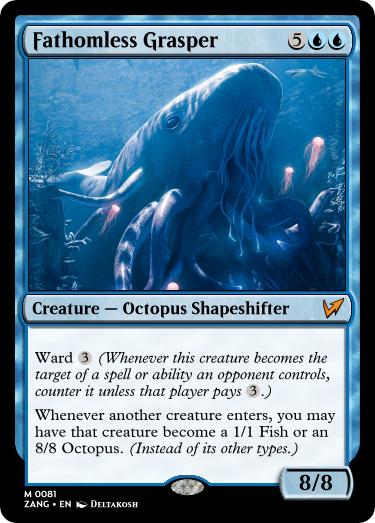 Fathomless Grasper 5
Creature — Octopus Shapeshifter
Ward 3 (Whenever this creature becomes the
target of a spell or ability an opponent controls,
counter it unless that player pays 3.)
Whenever another creature enters, you may
have that creature become a 1/1 Fish or an
8/8 Octopus. (Instead of its other types.)
8/8
M 0081
ZANG • EN Deltakosh